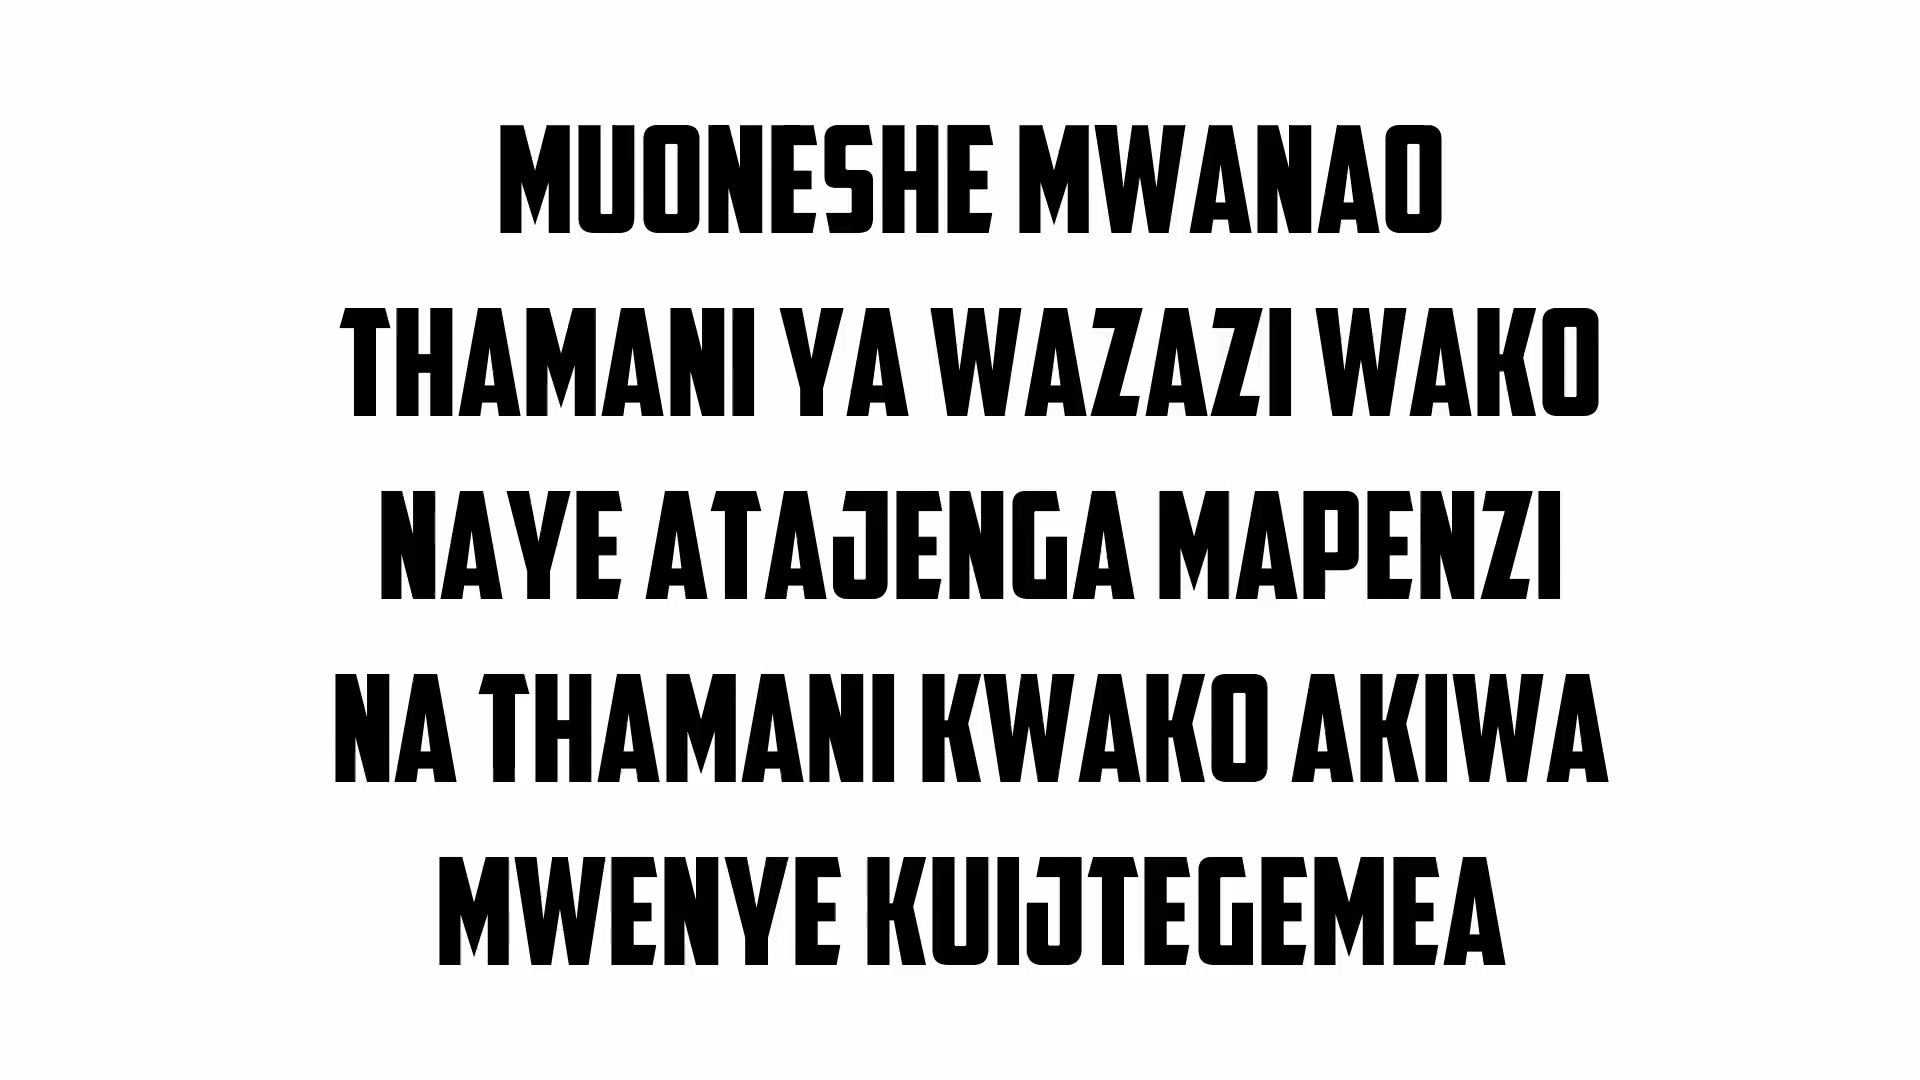 MUONESHE MWANAO
THAMANI YA WAZAZI WAKO
NAYE ATAJENGA MAPENZI
NA THAMANI KWAKO AKIWA
MWENYE KUIJTEGEMEA